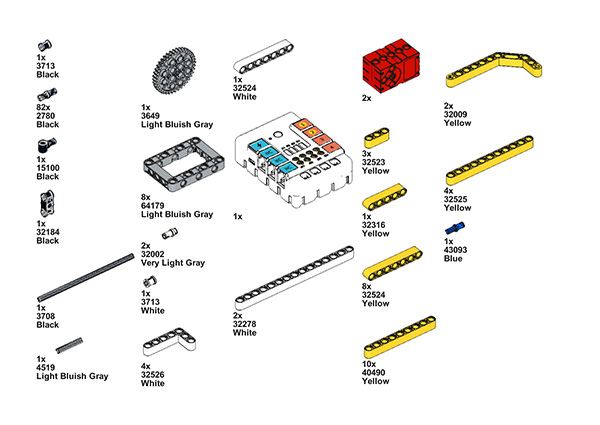 1x
3713
Black
82x
2780
Black
1x
15100
Black
1x
32184
Black
1x
3708
Black
1x
4519
Light Bluish Gray
1x
3649
Light Bluish Gray
8x
64179
Light Bluish Gray
2x
32002
Very Light Gray
1x
3713
White
4x
32526
White
1x
32524
White
1x
2x
32278
White
2x
3x
32523
Yellow
1x
32316
Yellow
8x
32524
Yellow
10x
40490
Yellow
2x
32009
Yellow
4x
32525
Yellow
1x
43093
Blue